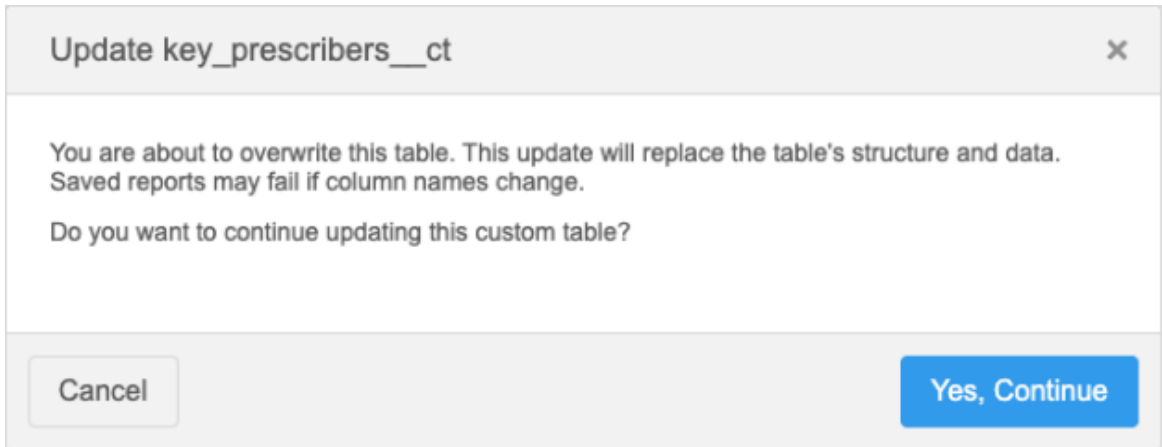 Update key_prescribers__ct
×
You are about to overwrite this table. This update will replace the table's structure and data.
Saved reports may fail if column names change.
Do you want to continue updating this custom table?
Cancel
Yes, Continue